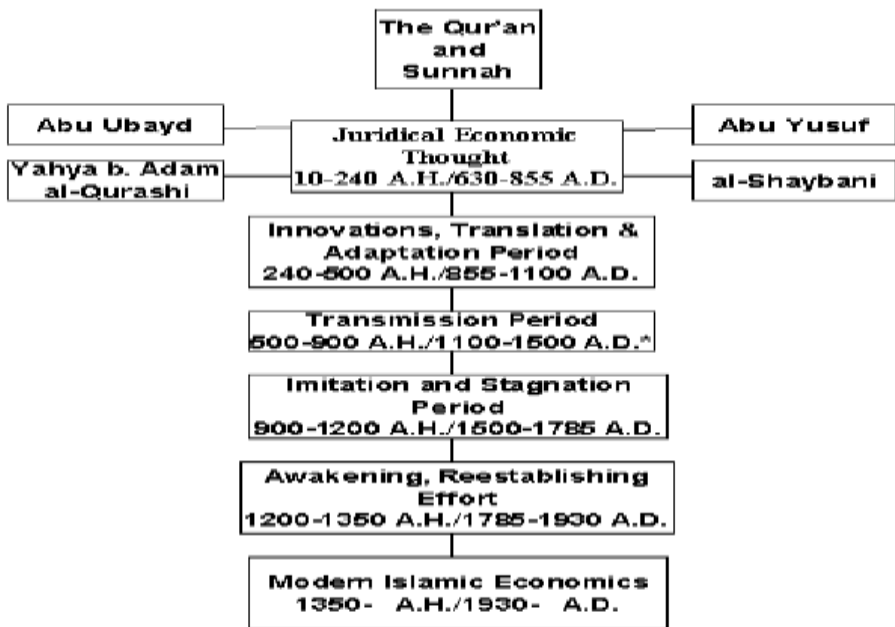 The Qur'an
and
Sunnah
Abu Ubayd
Abu Yusuf
Juridical Economic
Thought
10-240 A.H./630-855 A.D.
Yahya b. Adam
al-Qurashi
al-Shaybani
Innovations, Translation &
Adaptation Period
240-500 A.H./855-1100 A.D.
Transmission Period
500-900 A.H./1100-1500 A.D.*
Imitation and Stagnation
Period
900-1200 A.H./1500-1785 A.D.
Awakening, Reestablishing
Effort
1200-1350 A.H./1785-1930 A.D.
Modern Islamic Economics
1350- A.H./1930- A.D.